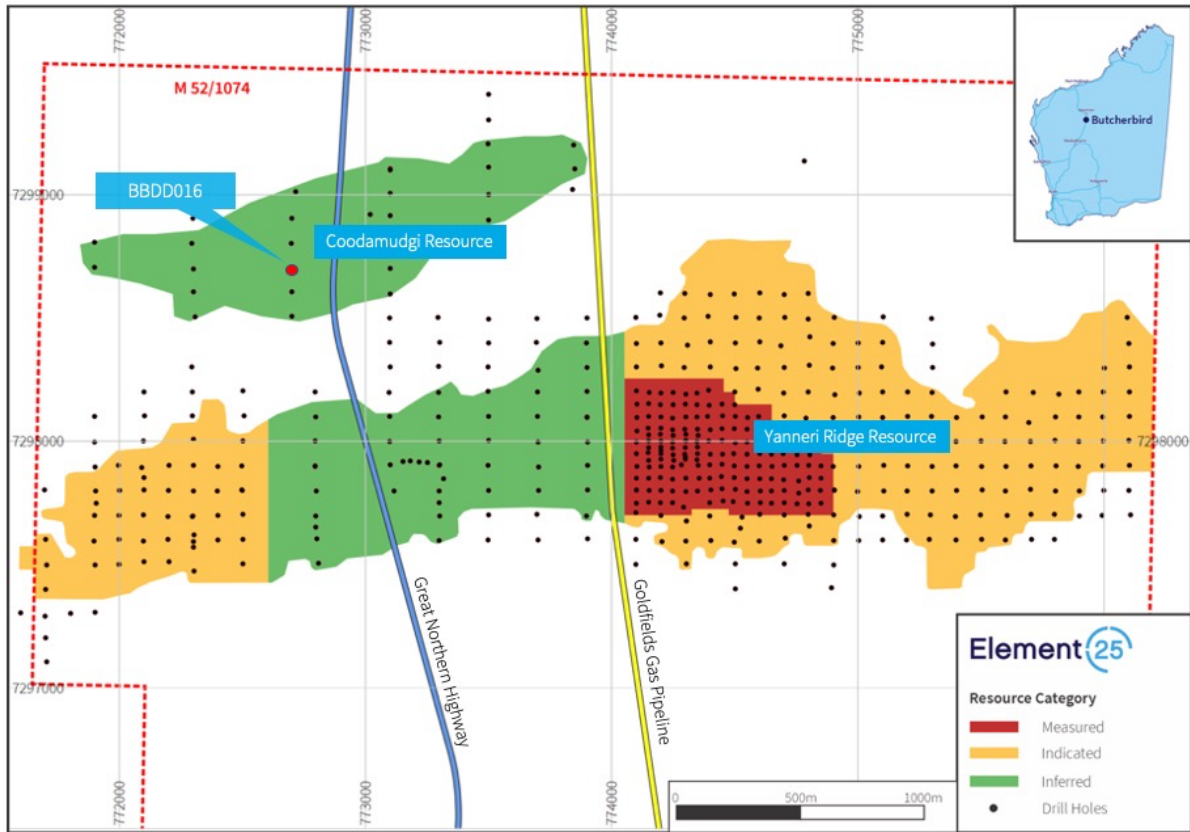 772000
773000
774000
775000
M 52/1074
Butcherbird
BBDD016
7299000
Coodamudgi Resource
Yanneri Ridge Resource
7298000
7298000
Great Northern Highway
Goldfields Gas Pipeline
7297000
772000
773000
774000
0 500m 1000m
Element 25
Resource Category
Measured
Indicated
Inferred
Drill Holes